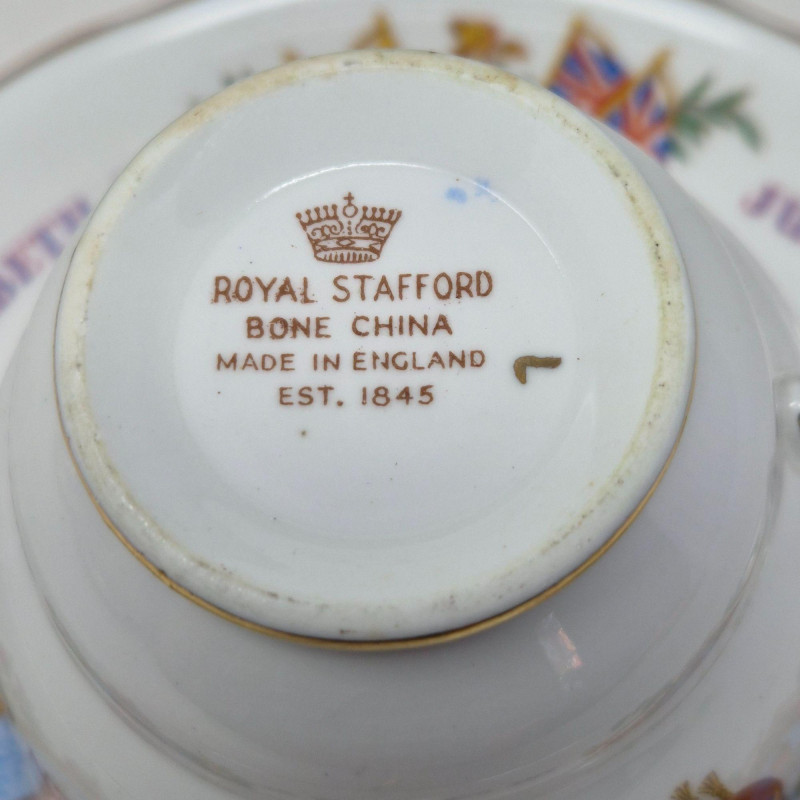 ROYAL STAFFORD
BONE CHINA
MADE IN ENGLAND
EST. 1845